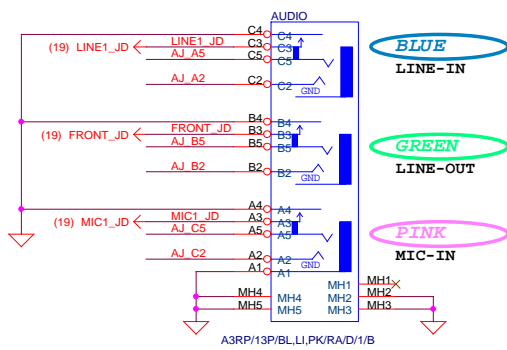 AUDIO
C4 C4
(19) LINE1_JD LINE1_JD C3 C3
AJ_A5 C5 C5
BLUE
LINE-IN
AJ_A2 C2 C2
GND
B4 B4
(19) FRONT_JD FRONT_JD B3 B3
AJ_B5 B5 B5
GREEN
LINE-OUT
AJ_B2 B2 B2
GND
A4 A4
(19) MIC1_JD MIC1_JD A3 A3
AJ_C5 A5 A5
PINK
MIC-IN
AJ_C2 A2 A2
GND
A1 A1
MH1 MH1
MH4 MH4 MH2 MH2
MH5 MH5 MH3 MH3
A3RP/13P/BL,LI,PK/RA/D/1/B